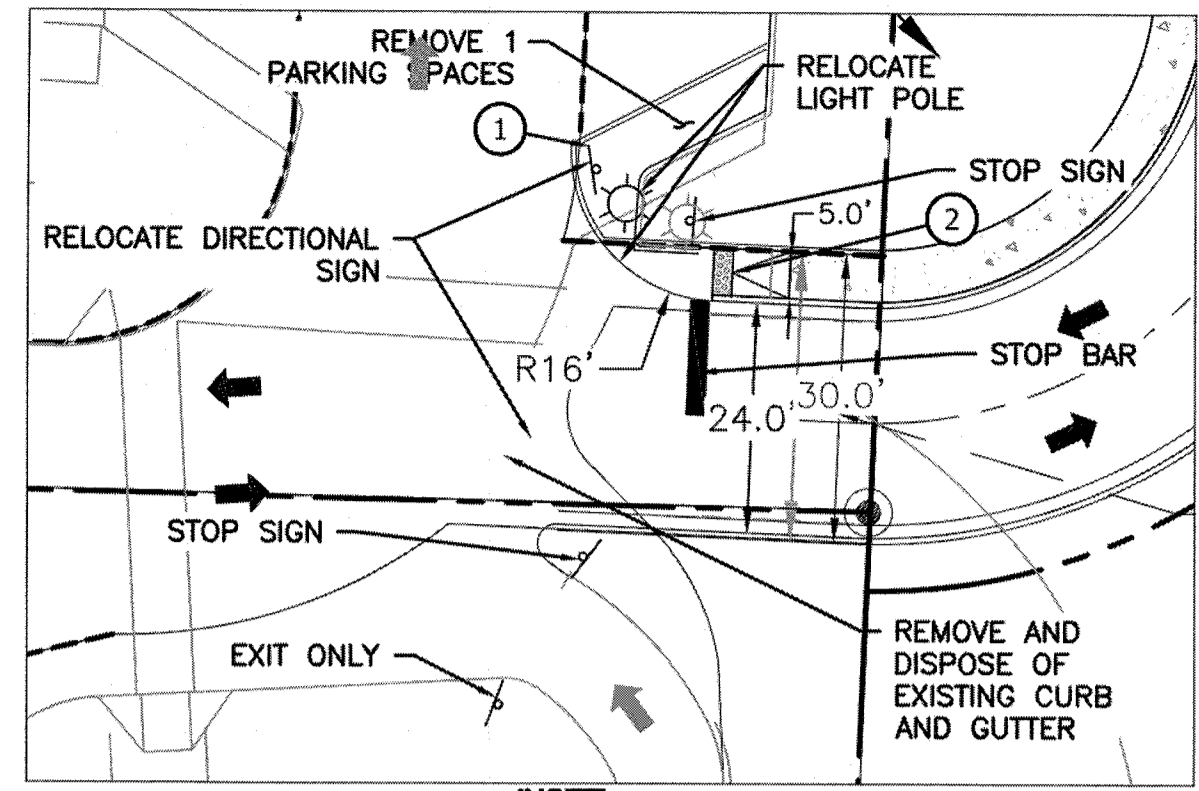 REMOVE 1
PARKING SPACES
RELOCATE
LIGHT POLE
1
STOP SIGN
5.0'
2
RELOCATE DIRECTIONAL
SIGN
R16'
STOP BAR
30.0'
24.0'
STOP SIGN
EXIT ONLY
REMOVE AND
DISPOSE OF
EXISTING CURB
AND GUTTER